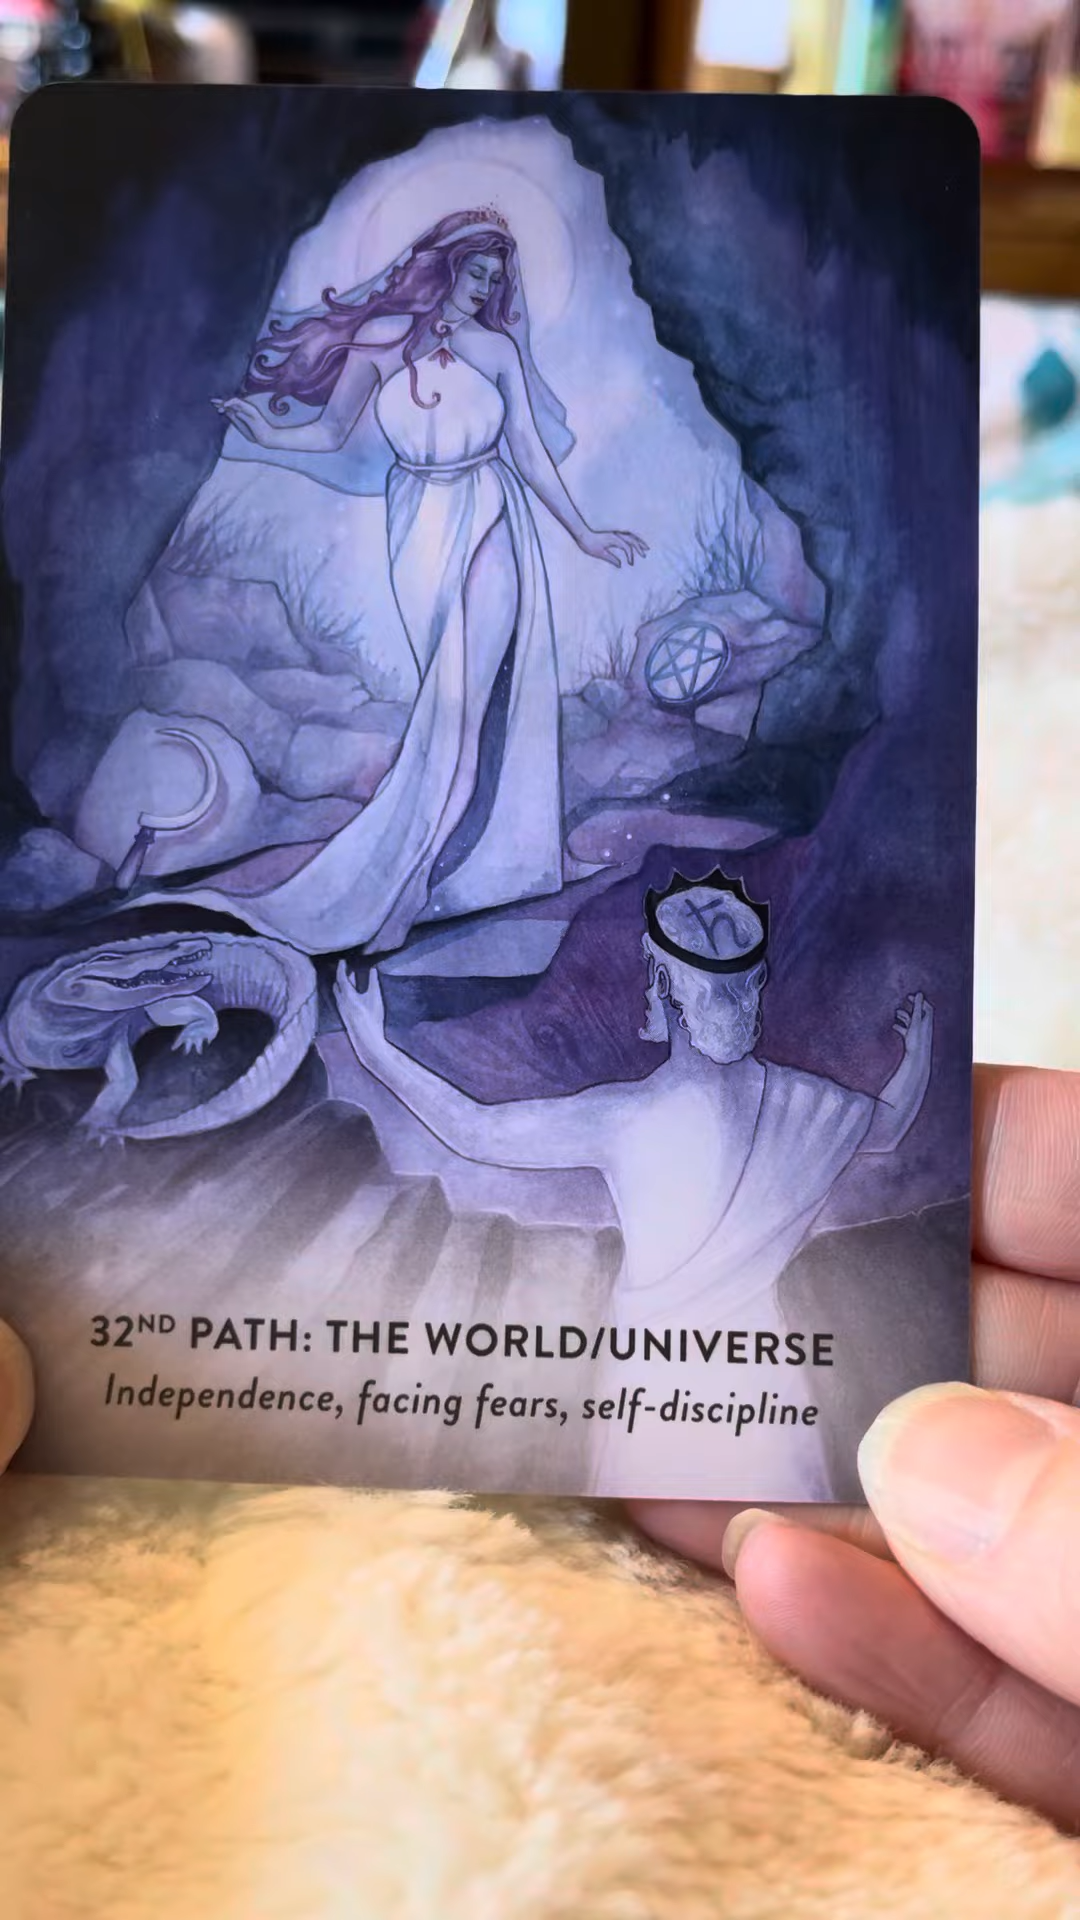 32ND PATH: THE WORLD/UNIVERSE
Independence, facing fears, self-discipline